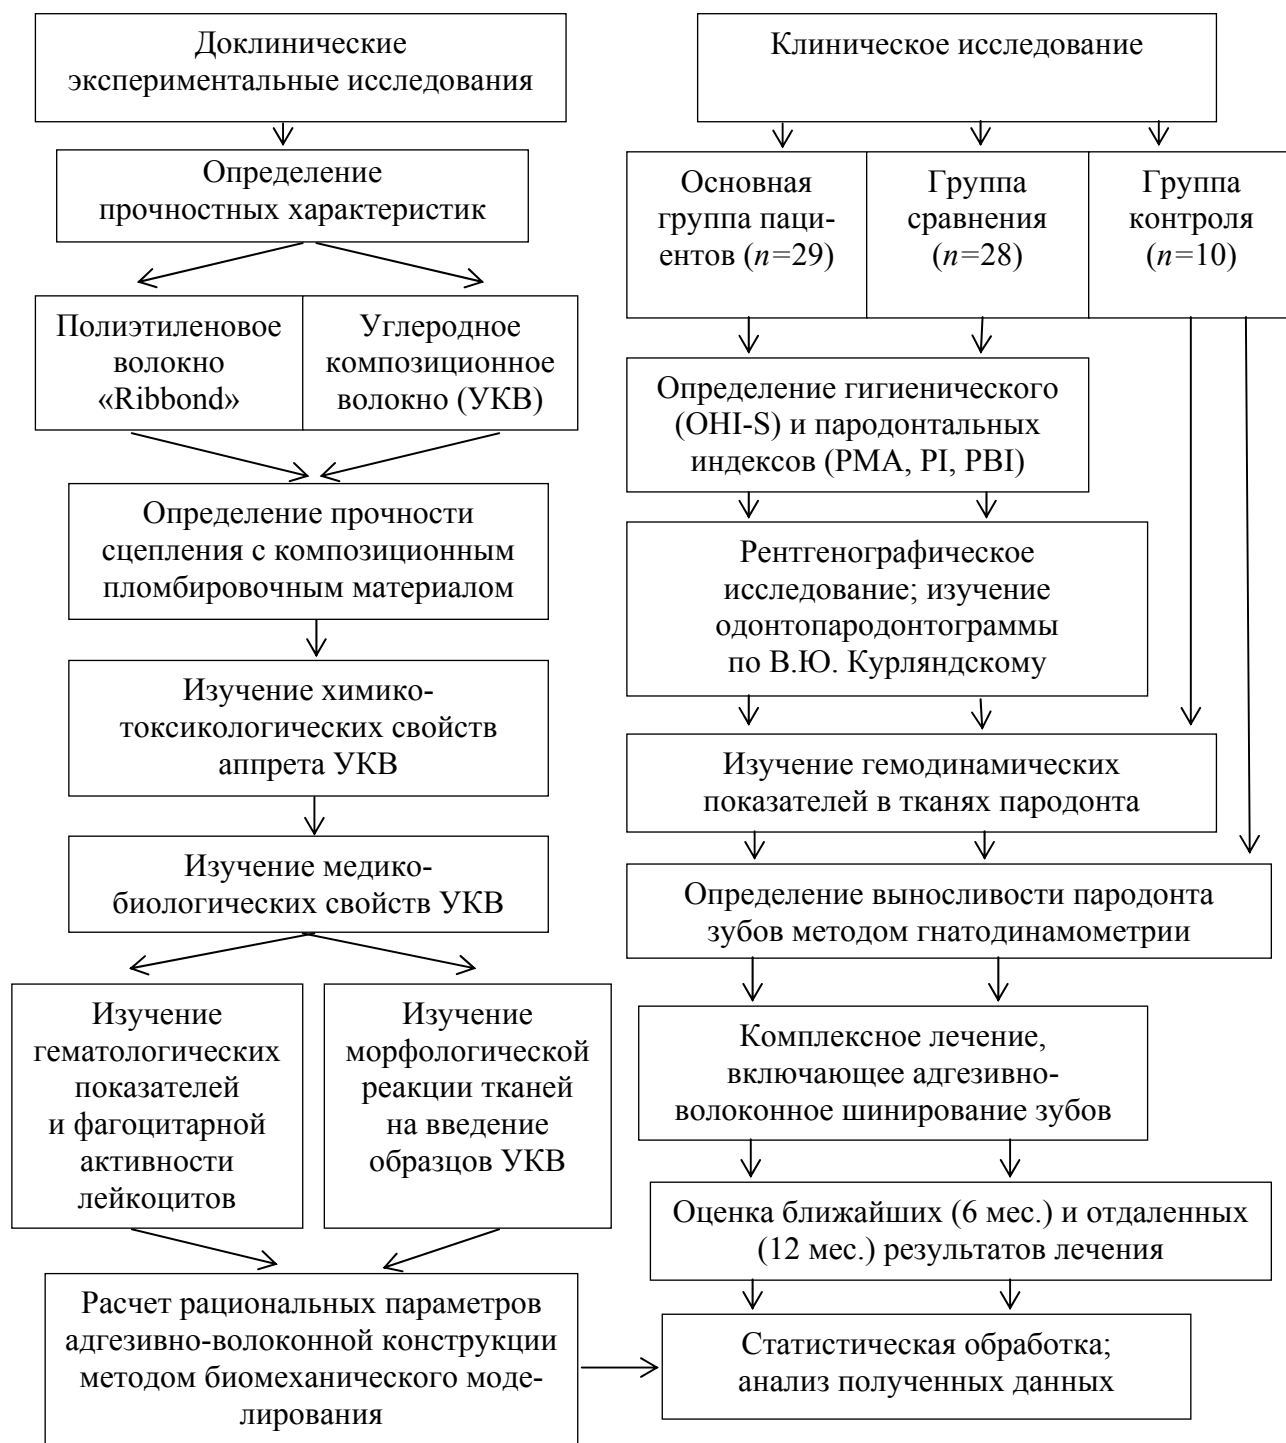 Доклинические
экспериментальные исследования
Определение
прочностных характеристик
Полиэтиленовое
волокно
«Ribbond»
Углеродное
композиционное
волокно (УКВ)
Определение прочности
сцепления с композиционным
пломбировочным материалом
Изучение химико-
токсикологических свойств
аппрета УКВ
Изучение медико-
биологических свойств УКВ
Изучение
гематологических
показателей
и фагоцитарной
активности
лейкоцитов
Изучение
морфологической
реакции тканей
на введение
образцов УКВ
Расчет рациональных параметров
адгезивно-волоконной конструкции
методом биомеханического моде-
лирования
Клиническое исследование
Основная
группа паци-
ентов (n=29)
Группа
сравнения
(n=28)
Группа
контроля
(n=10)
Определение гигиенического
(OHI-S) и пародонтальных
индексов (PMA, PI, PBI)
Рентгенографическое
исследование; изучение
одонтопародонтограммы
по В.Ю. Курляндскому
Изучение гемодинамических
показателей в тканях пародонта
Определение выносливости пародонта
зубов методом гнатодинамометрии
Комплексное лечение,
включающее адгезивно-
волоконное шинирование зубов
Оценка ближайших (6 мес.) и отдаленных
(12 мес.) результатов лечения
Статистическая обработка;
анализ полученных данных